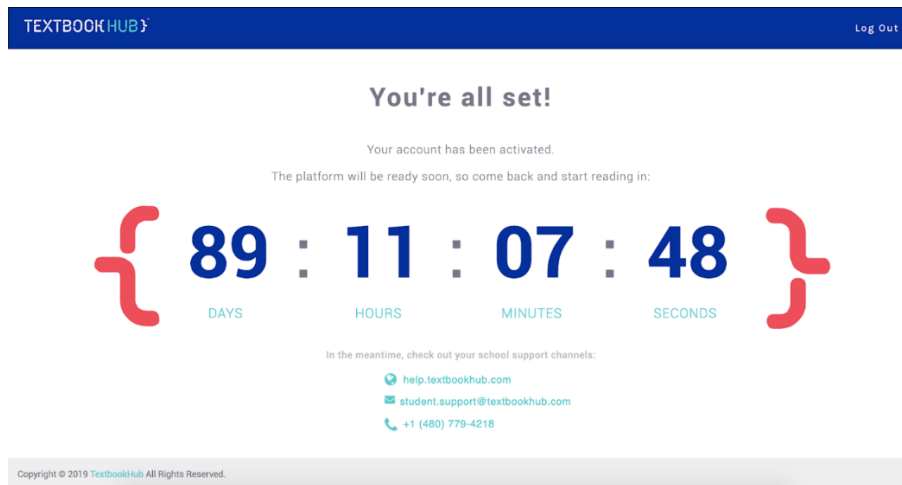 TEXTBOOK HUB}
Log Out
You're all set!
Your account has been activated.
The platform will be ready soon, so come back and start reading in:
{ 89 : 11 : 07 : 48 }
DAYS HOURS MINUTES SECONDS
In the meantime, check out your school support channels:
help.textbookhub.com
student.support@textbookhub.com
+1 (480) 779-4218
Copyright © 2019 TextbookHub All Rights Reserved.